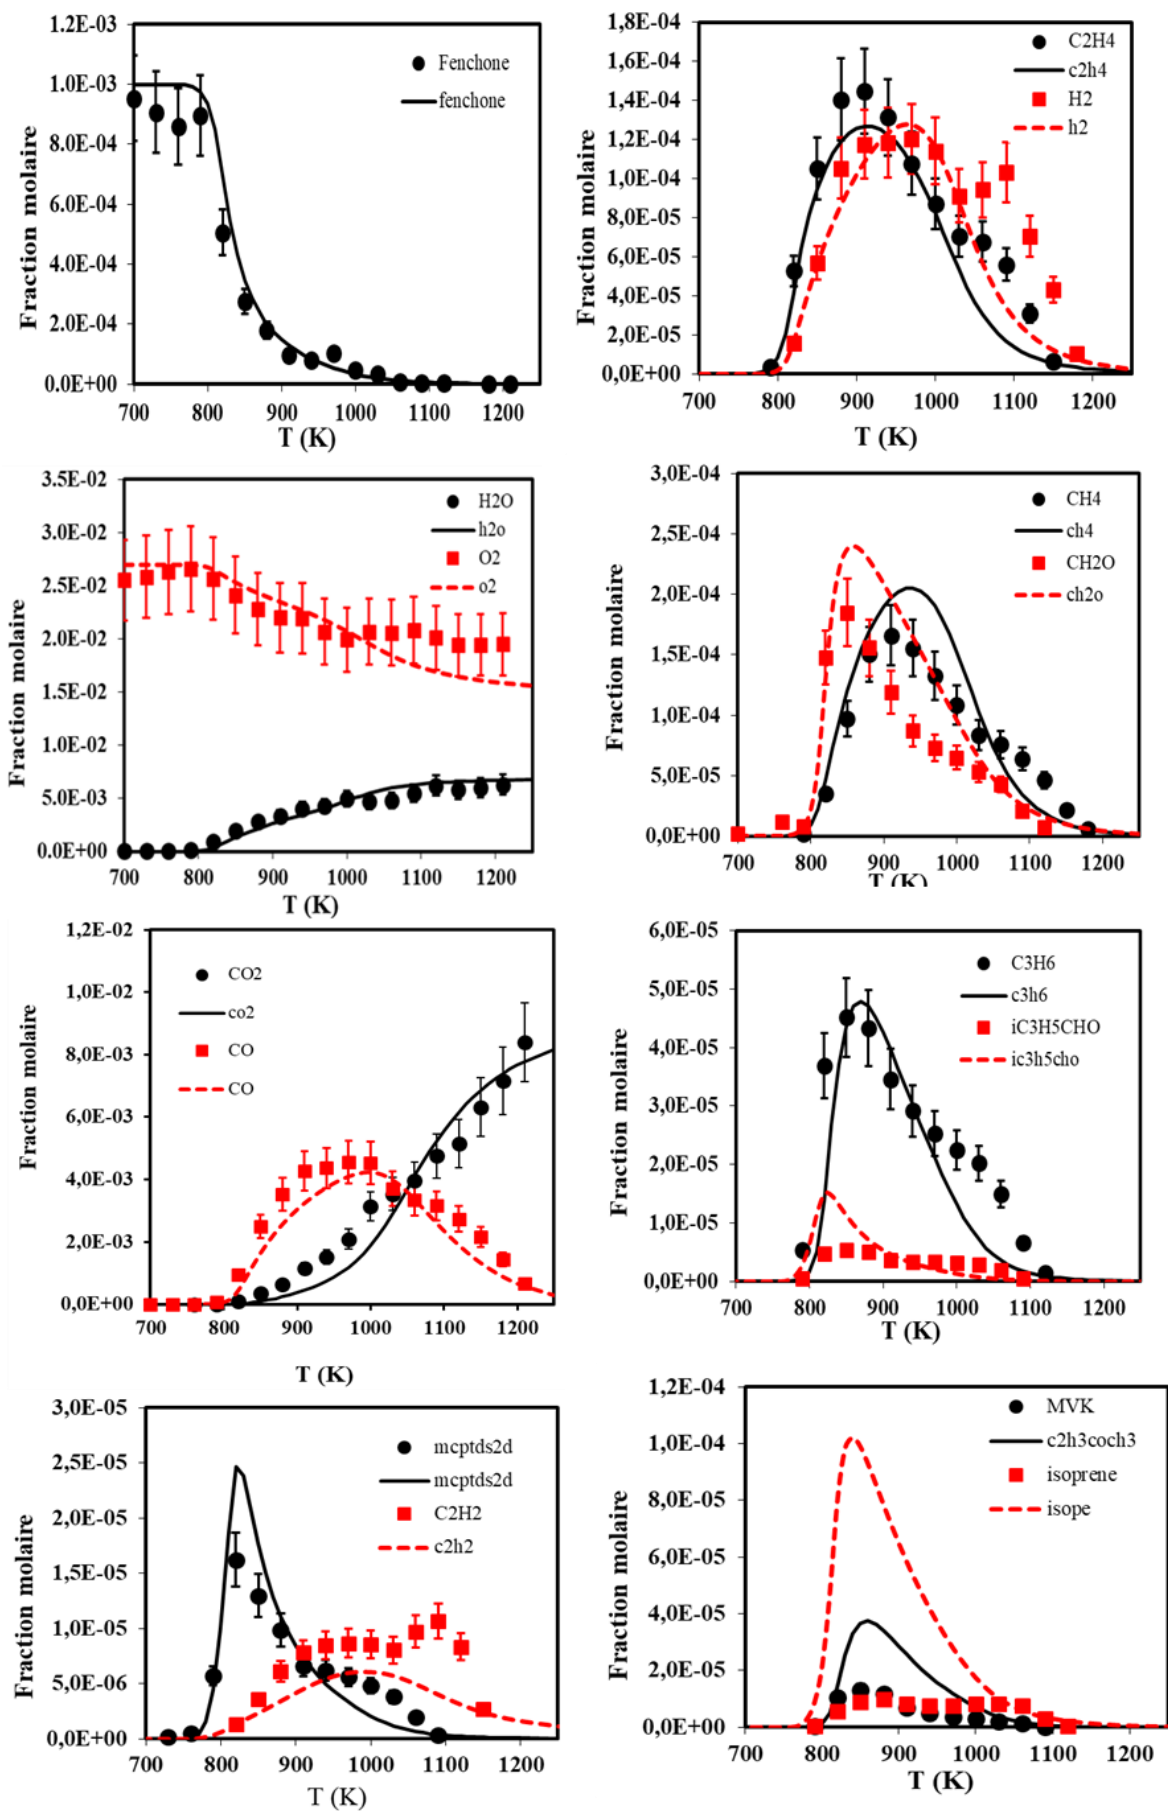 1.2E-03
1.0E-03
8.0E-04
6.0E-04
4.0E-04
2.0E-04
0.0E+00
700 800 900 1000 1100 1200
T (K)
Fraction molaire
Fenchone
fenchone
1,8E-04
1,6E-04
1,4E-04
1,2E-04
1,0E-04
8,0E-05
6,0E-05
4,0E-05
2,0E-05
0,0E+00
700 800 900 1000 1100 1200
T (K)
Fraction molaire
C2H4
c2h4
H2
h2
3.5E-02
3.0E-02
2.5E-02
2.0E-02
1.5E-02
1.0E-02
5.0E-03
0.0E+00
700 800 900 1000 1100 1200
T (K)
Fraction molaire
H2O
h2o
O2
o2
3,0E-04
2,5E-04
2,0E-04
1,5E-04
1,0E-04
5,0E-05
0,0E+00
700 800 900 1000 1100 1200
T (K)
Fraction molaire
CH4
ch4
CH2O
ch2o
1,2E-02
1,0E-02
8,0E-03
6,0E-03
4,0E-03
2,0E-03
0,0E+00
700 800 900 1000 1100 1200
T (K)
Fraction molaire
CO2
co2
CO
CO
6,0E-05
5,0E-05
4,0E-05
3,0E-05
2,0E-05
1,0E-05
0,0E+00
700 800 900 1000 1100 1200
T (K)
Fraction molaire
C3H6
c3h6
iC3H5CHO
ic3h5cho
3,0E-05
2,5E-05
2,0E-05
1,5E-05
1,0E-05
5,0E-06
0,0E+00
700 800 900 1000 1100 1200
T (K)
Fraction molaire
mcptds2d
mcptds2d
C2H2
c2h2
1,2E-04
1,0E-04
8,0E-05
6,0E-05
4,0E-05
2,0E-05
0,0E+00
700 800 900 1000 1100 1200
T (K)
Fraction molaire
MVK
c2h3coch3
isoprene
isope